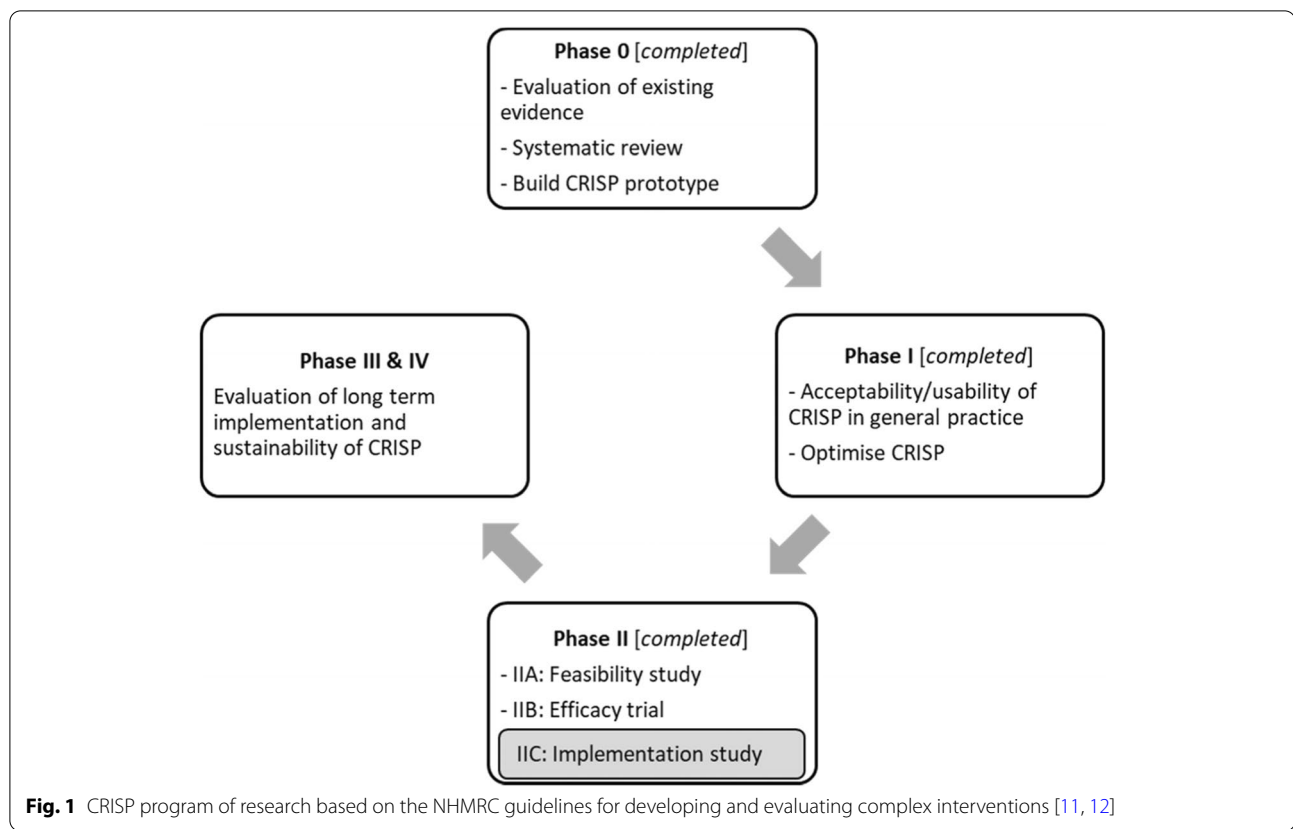 Phase 0 [completed]
- Evaluation of existing
evidence
- Systematic review
- Build CRISP prototype
Phase I [completed]
- Acceptability/usability of
CRISP in general practice
- Optimise CRISP
Phase II [completed]
- IIA: Feasibility study
- IIB: Efficacy trial
IIC: Implementation study
Phase III & IV
Evaluation of long term
implementation and
sustainability of CRISP
Fig. 1 CRISP program of research based on the NHMRC guidelines for developing and evaluating complex interventions [11, 12]